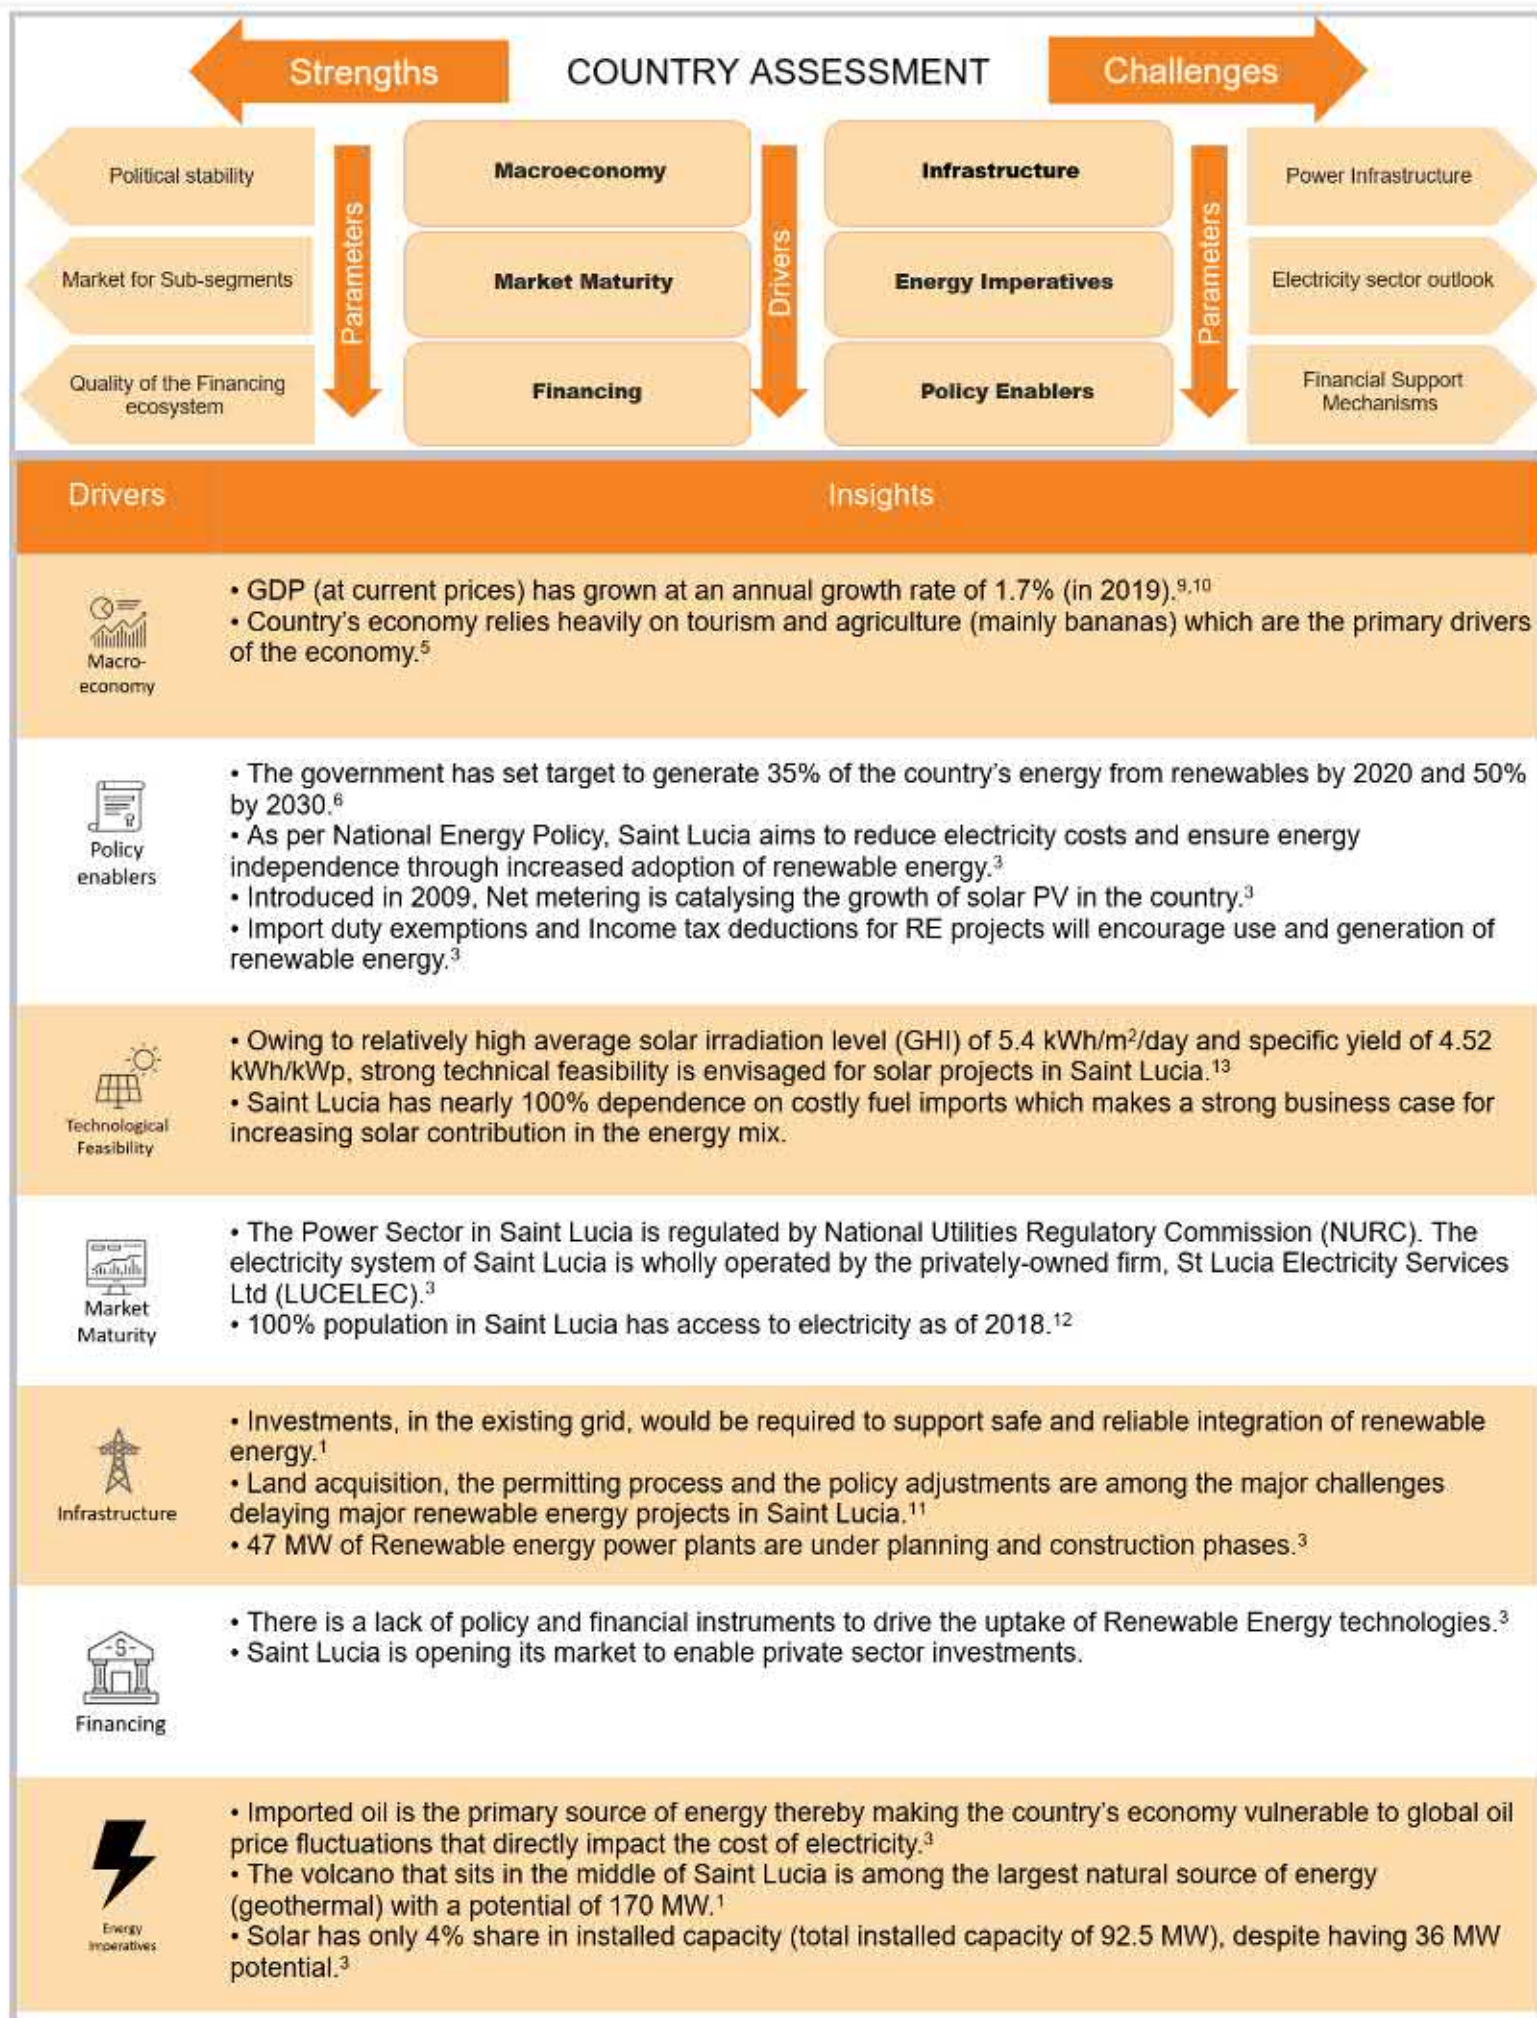 Strengths
COUNTRY ASSESSMENT
Challenges
Political stability
Macroeconomy
Infrastructure
Power Infrastructure
Parameters
Drivers
Parameters
Market for Sub-segments
Market Maturity
Energy Imperatives
Electricity sector outlook
Quality of the Financing
ecosystem
Financing
Policy Enablers
Financial Support
Mechanisms
Drivers
Insights
Macro-
economy
• GDP (at current prices) has grown at an annual growth rate of 1.7% (in 2019).⁹·¹⁰
• Country's economy relies heavily on tourism and agriculture (mainly bananas) which are the primary drivers
of the economy.⁵
Policy
enablers
• The government has set target to generate 35% of the country's energy from renewables by 2020 and 50%
by 2030.⁶
• As per National Energy Policy, Saint Lucia aims to reduce electricity costs and ensure energy
independence through increased adoption of renewable energy.³
• Introduced in 2009, Net metering is catalysing the growth of solar PV in the country.³
• Import duty exemptions and Income tax deductions for RE projects will encourage use and generation of
renewable energy.³
Technological
Feasibility
• Owing to relatively high average solar irradiation level (GHI) of 5.4 kWh/m²/day and specific yield of 4.52
kWh/kWp, strong technical feasibility is envisaged for solar projects in Saint Lucia.¹³
• Saint Lucia has nearly 100% dependence on costly fuel imports which makes a strong business case for
increasing solar contribution in the energy mix.
Market
Maturity
• The Power Sector in Saint Lucia is regulated by National Utilities Regulatory Commission (NURC). The
electricity system of Saint Lucia is wholly operated by the privately-owned firm, St Lucia Electricity Services
Ltd (LUCELEC).³
• 100% population in Saint Lucia has access to electricity as of 2018.¹²
Infrastructure
• Investments, in the existing grid, would be required to support safe and reliable integration of renewable
energy.¹
• Land acquisition, the permitting process and the policy adjustments are among the major challenges
delaying major renewable energy projects in Saint Lucia.¹¹
• 47 MW of Renewable energy power plants are under planning and construction phases.³
Financing
• There is a lack of policy and financial instruments to drive the uptake of Renewable Energy technologies.³
• Saint Lucia is opening its market to enable private sector investments.
Energy
Imperatives
• Imported oil is the primary source of energy thereby making the country's economy vulnerable to global oil
price fluctuations that directly impact the cost of electricity.³
• The volcano that sits in the middle of Saint Lucia is among the largest natural source of energy
(geothermal) with a potential of 170 MW.¹
• Solar has only 4% share in installed capacity (total installed capacity of 92.5 MW), despite having 36 MW
potential.³